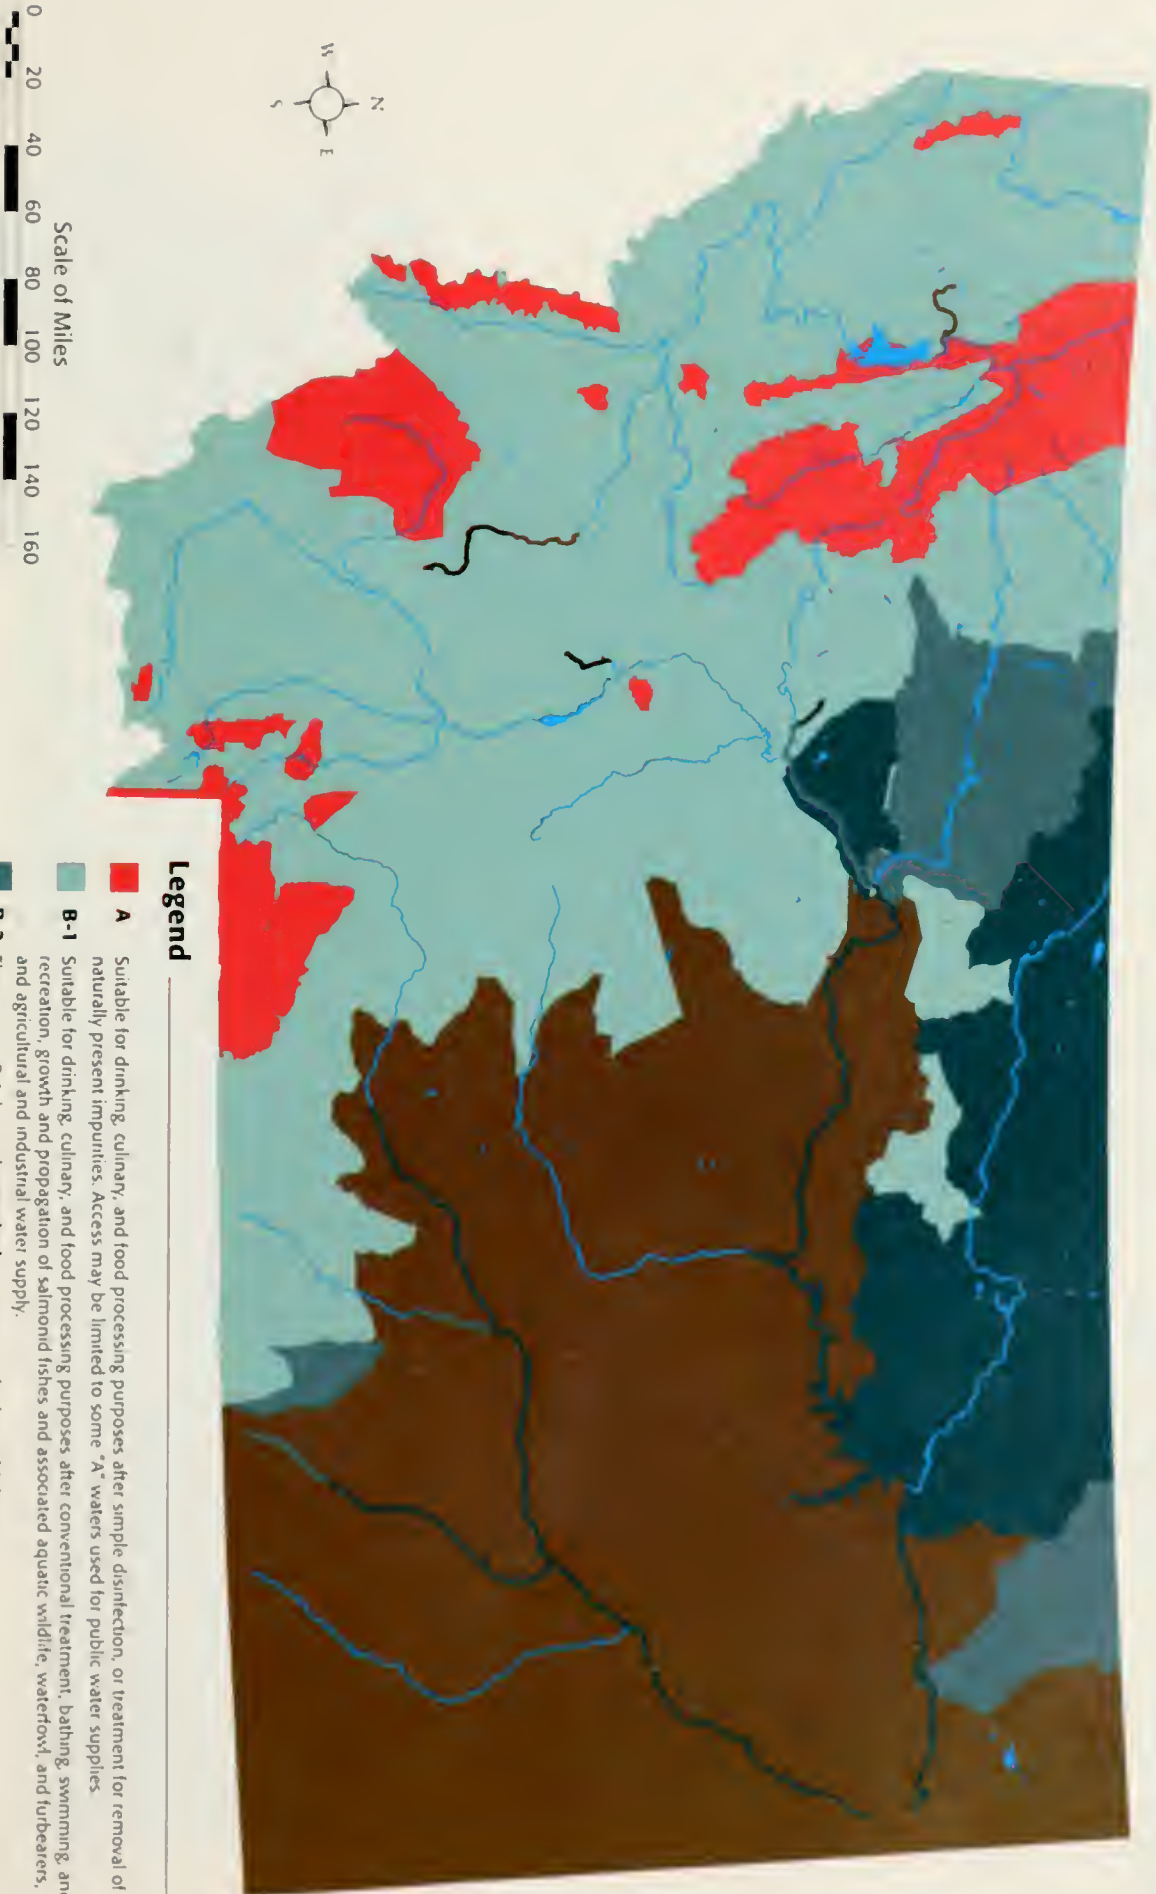 N
W
E
S
Scale of Miles
0 20 40 60 80 100 120 140 160
Legend
A Suitable for drinking, culinary, and food processing purposes after simple disinfection, or treatment for removal of
naturally present impurities. Access may be limited to some "A" waters used for public water supplies.
B-1 Suitable for drinking, culinary, and food processing purposes after conventional treatment, bathing, swimming, and
recreation, growth and propagation of salmonid fishes and associated aquatic wildlife, waterfowl, and furbearers,
and agricultural and industrial water supply.